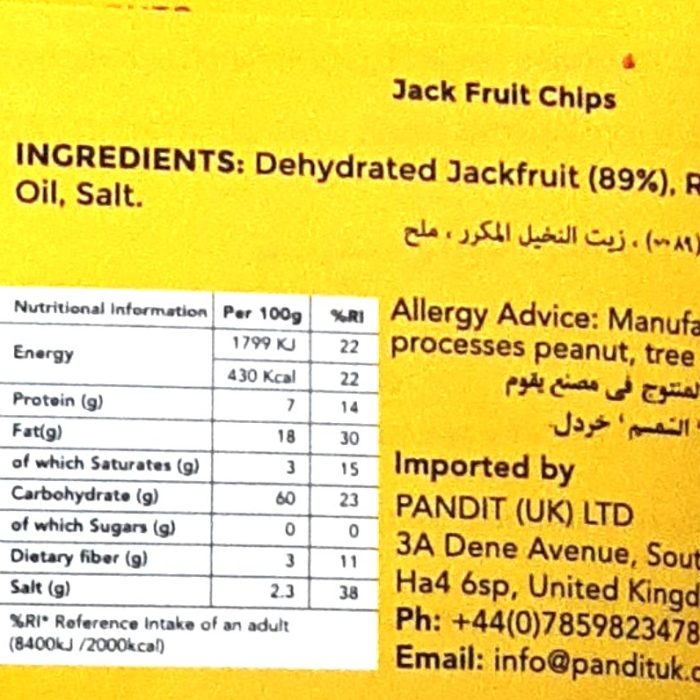 Jack Fruit Chips
INGREDIENTS: Dehydrated Jackfruit (89%), R
Oil, Salt.
(٨٩%) ، زيت النخيل المكرر ، ملح
Nutritional Information Per 100g %RI
Energy 1799 KJ 22
430 Kcal 22
Protein (g) 7 14
Fat(g) 18 30
of which Saturates (g) 3 15
Carbohydrate (g) 60 23
of which Sugars (g) 0 0
Dietary fiber (g) 3 11
Salt (g) 2.3 38
%RI* Reference Intake of an adult
(8400kJ /2000kcal)
Allergy Advice: Manufa
processes peanut, tree
المنتوج في مصنع يقوم
خردل.
Imported by
PANDIT (UK) LTD
3A Dene Avenue, Sout
Ha4 6sp, United Kingd
Ph: +44(0)7859823478
Email: info@pandituk.c